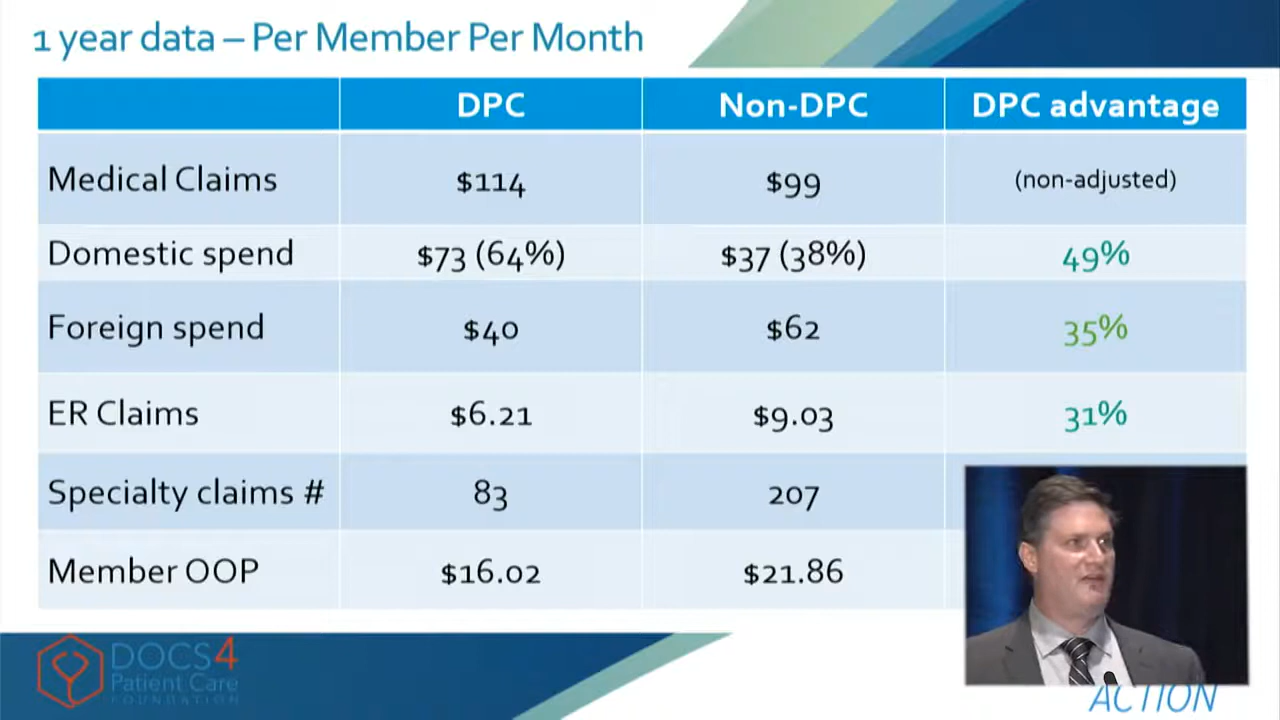 1 year data – Per Member Per Month
DPC Non-DPC DPC advantage
Medical Claims $114 $99 (non-adjusted)
Domestic spend $73 (64%) $37 (38%) 49%
Foreign spend $40 $62 35%
ER Claims $6.21 $9.03 31%
Specialty claims # 83 207
Member OOP $16.02 $21.86
DOCS4
Patient Care
FOUNDATION
ACTION